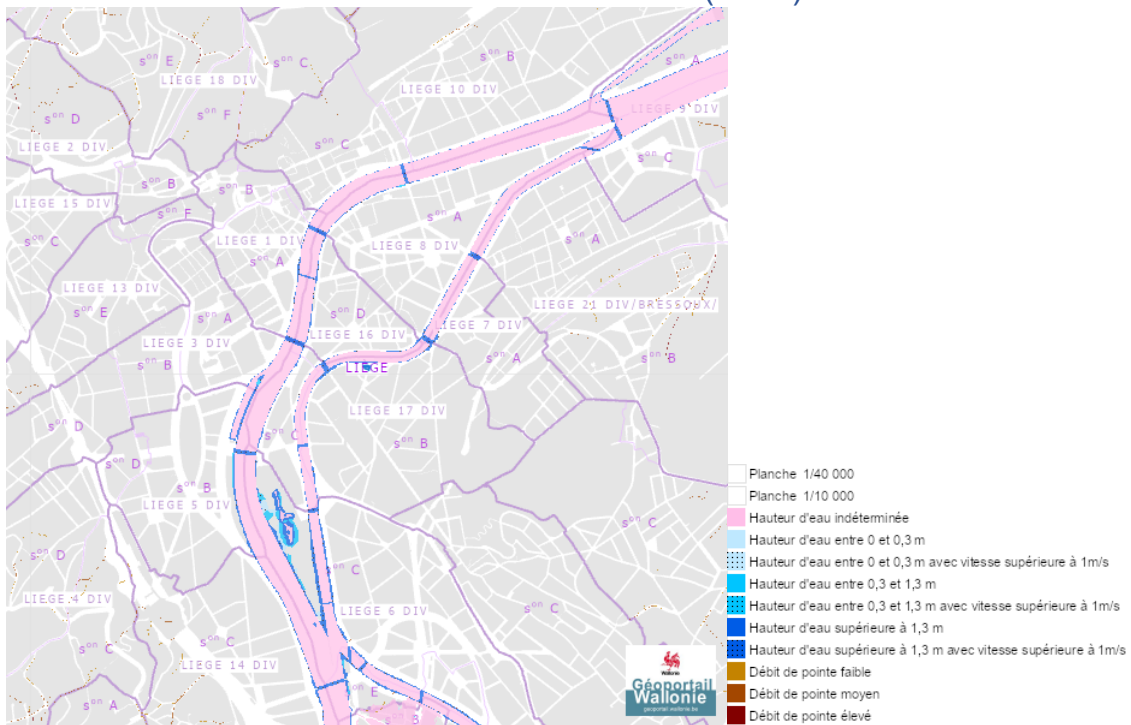 son E
son C
son B
son A
LIEGE 18 DIV
LIEGE 10 DIV
LIEGE 9 DIV
son D
son F
LIEGE 2 DIV
son B
son B
son C
LIEGE 15 DIV
son F
son C
son A
LIEGE 1 DIV
son A
LIEGE 8 DIV
son A
LIEGE 13 DIV
son E
son A
son D
LIEGE 21 DIV/BRESSOUX/
LIEGE 3 DIV
LIEGE 16 DIV
LIEGE 7 DIV
son B
LIEGE
son A
son B
LIEGE 17 DIV
son D
son C
son B
son D
son B
LIEGE 5 DIV
son C
son D
son C
LIEGE 4 DIV
LIEGE 6 DIV
son C
son C
LIEGE 14 DIV
son A
son E
son B
Wallonie
Géoportail
Wallonie
geoportail.wallonie.be
Planche 1/40 000
Planche 1/10 000
Hauteur d'eau indéterminée
Hauteur d'eau entre 0 et 0,3 m
Hauteur d'eau entre 0 et 0,3 m avec vitesse supérieure à 1m/s
Hauteur d'eau entre 0,3 et 1,3 m
Hauteur d'eau entre 0,3 et 1,3 m avec vitesse supérieure à 1m/s
Hauteur d'eau supérieure à 1,3 m
Hauteur d'eau supérieure à 1,3 m avec vitesse supérieure à 1m/s
Débit de pointe faible
Débit de pointe moyen
Débit de pointe élevé